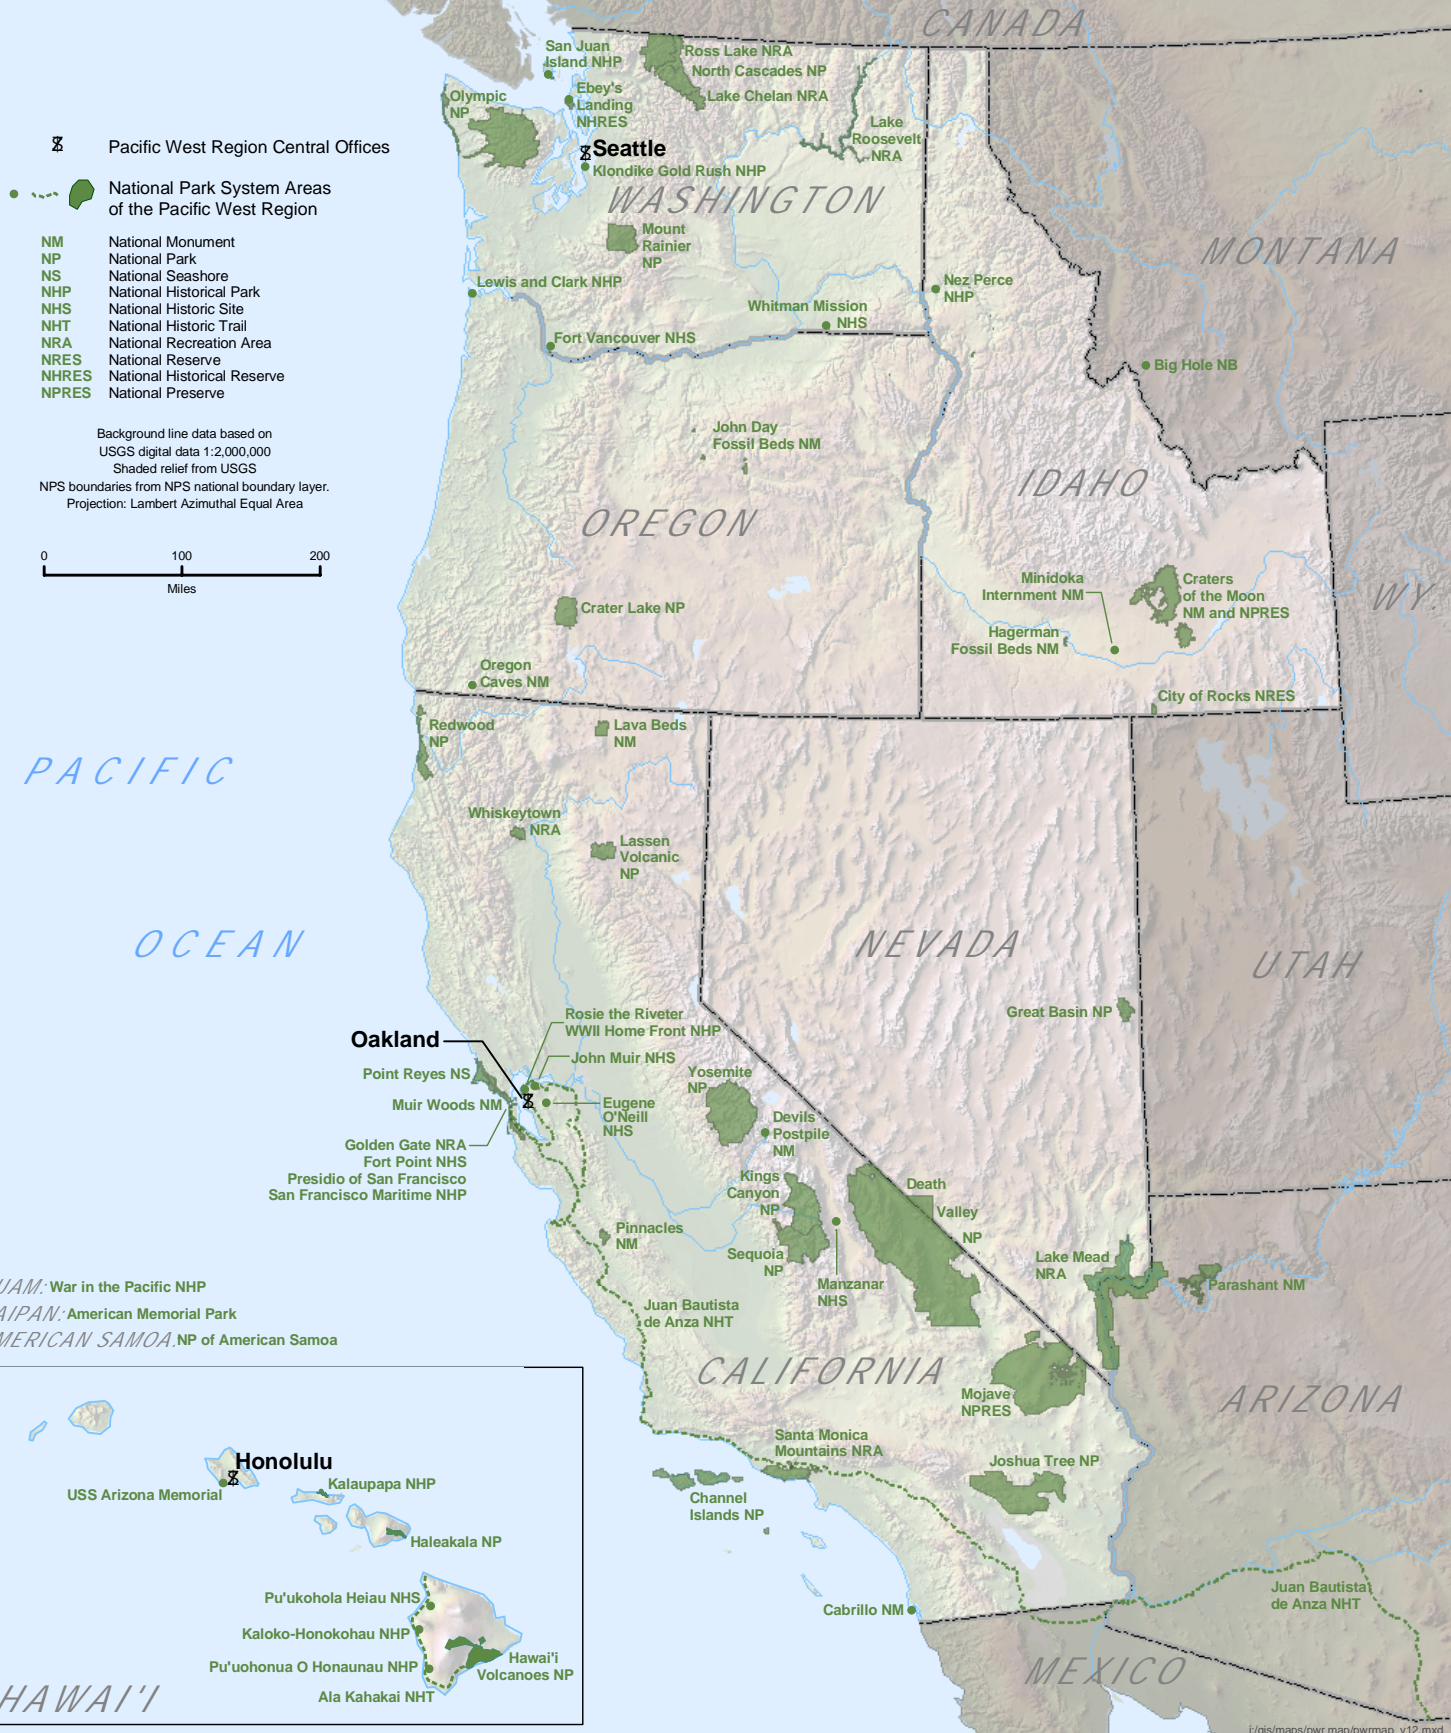 CANADA
San Juan
Island NHP
Ross Lake NRA
North Cascades NP
Lake Chelan NRA
Olympic
NP
Ebey's
Landing
NHRES
Lake
Roosevelt
NRA
Seattle
Klondike Gold Rush NHP
WASHINGTON
Pacific West Region Central Offices
National Park System Areas
of the Pacific West Region
NM National Monument
NP National Park
NS National Seashore
NHP National Historical Park
NHS National Historic Site
NHT National Historic Trail
NRA National Recreation Area
NRES National Reserve
NHRES National Historical Reserve
NPRES National Preserve
Background line data based on
USGS digital data 1:2,000,000
Shaded relief from USGS
NPS boundaries from NPS national boundary layer.
Projection: Lambert Azimuthal Equal Area
0 100 200
Miles
Mount
Rainier
NP
MONTANA
Lewis and Clark NHP
Nez Perce
NHP
Whitman Mission
NHS
Fort Vancouver NHS
Big Hole NB
John Day
Fossil Beds NM
IDAHO
OREGON
Minidoka
Internment NM
Craters
of the Moon
NM and NPRES
WY.
Crater Lake NP
Hagerman
Fossil Beds NM
Oregon
Caves NM
City of Rocks NRES
Redwood
NP
Lava Beds
NM
PACIFIC
OCEAN
Whiskeytown
NRA
Lassen
Volcanic
NP
NEVADA
UTAH
Great Basin NP
Rosie the Riveter
WWII Home Front NHP
Oakland
John Muir NHS
Point Reyes NS
Yosemite
NP
Muir Woods NM
Eugene
O'Neill
NHS
Devils
Postpile
NM
Golden Gate NRA
Fort Point NHS
Presidio of San Francisco
San Francisco Maritime NHP
Kings
Canyon
NP
Death
Valley
NP
Pinnacles
NM
Sequoia
NP
Lake Mead
NRA
Manzanar
NHS
Parashant NM
UAM: War in the Pacific NHP
AIPAN: American Memorial Park
MERICAN SAMOA: NP of American Samoa
Juan Bautista
de Anza NHT
CALIFORNIA
Mojave
NPRES
ARIZONA
Santa Monica
Mountains NRA
Joshua Tree NP
Channel
Islands NP
Honolulu
USS Arizona Memorial
Kalaupapa NHP
Haleakala NP
Pu'ukohola Heiau NHS
Kaloko-Honokohau NHP
Pu'uohonua O Honaunau NHP
Hawai'i
Volcanoes NP
Ala Kahakai NHT
HAWAI'I
Cabrillo NM
Juan Bautista
de Anza NHT
MEXICO